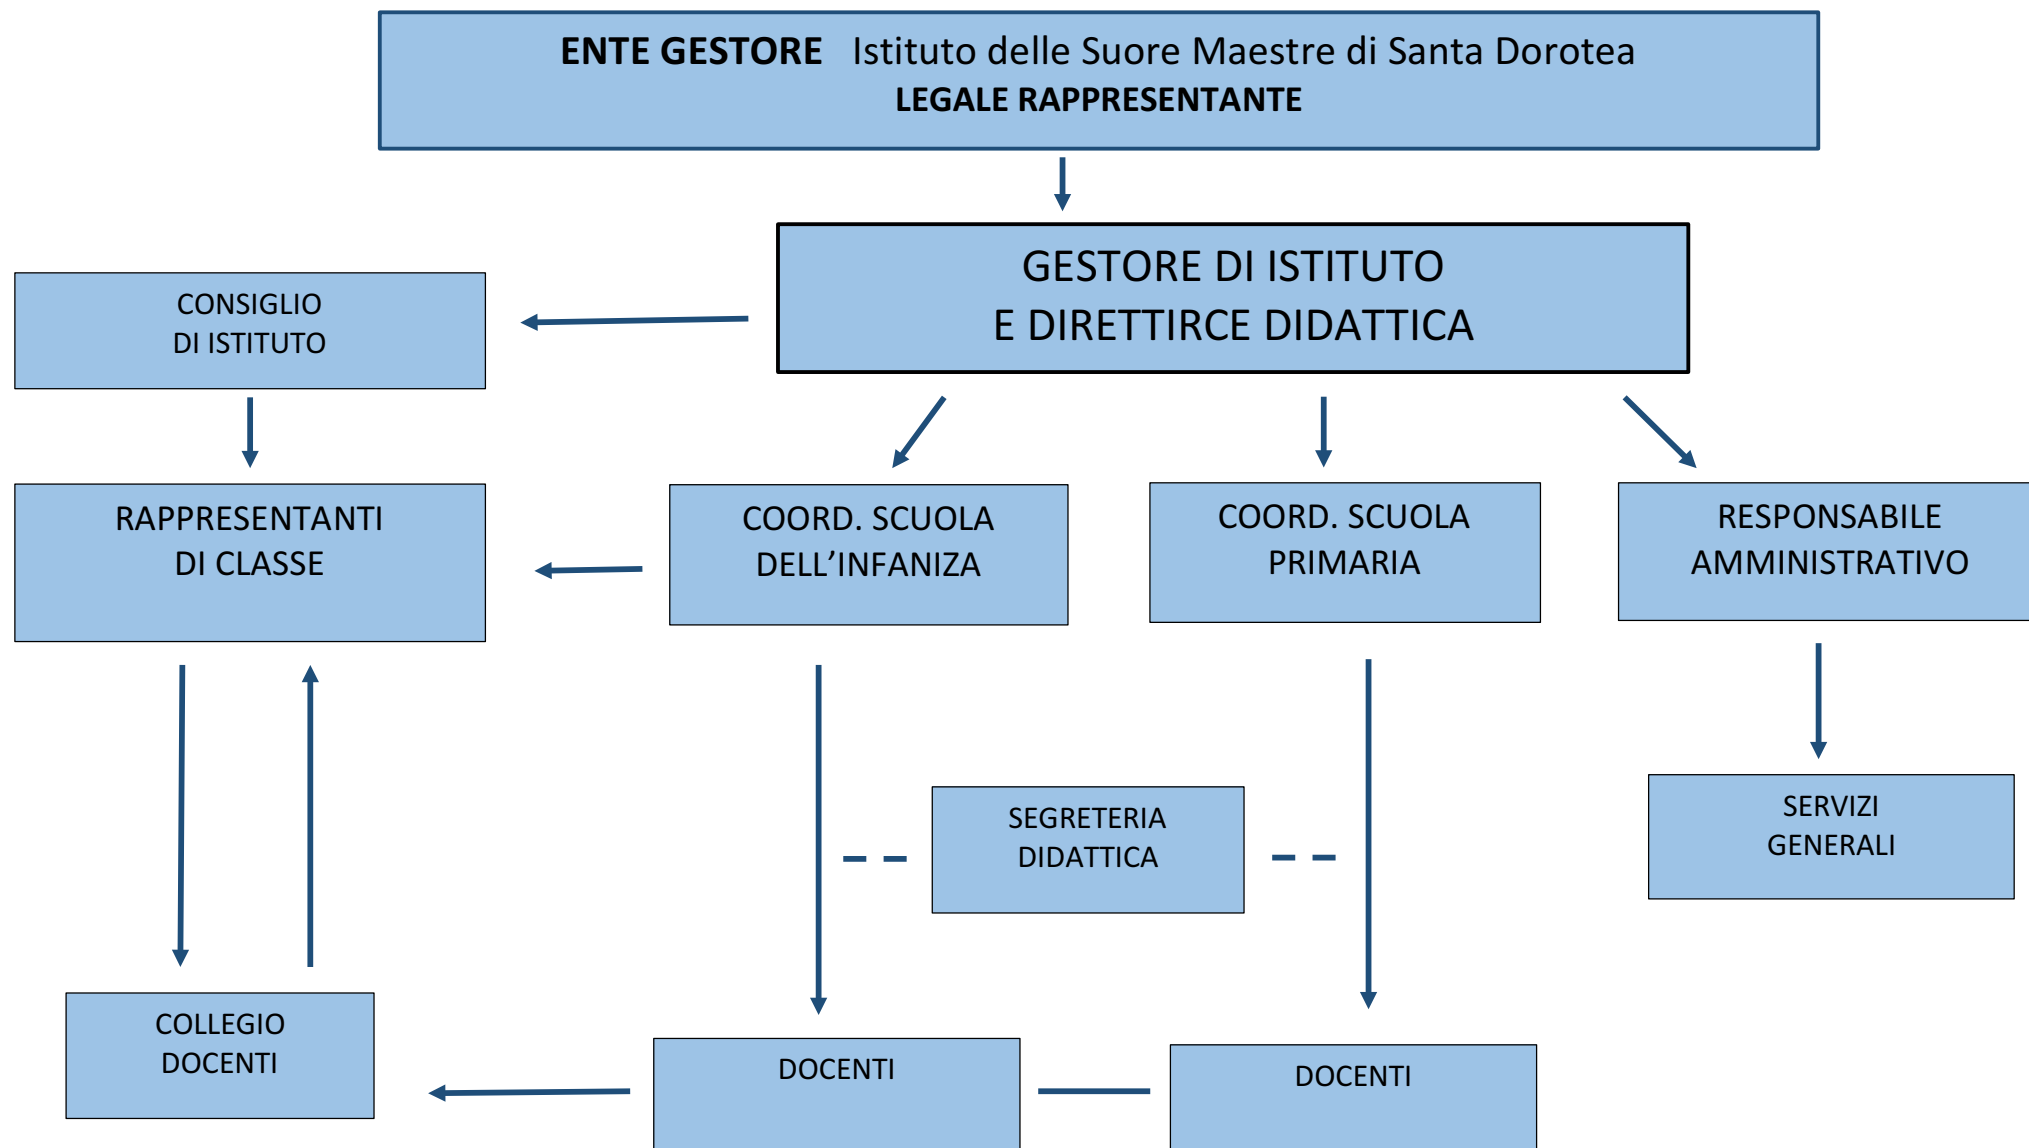 ENTE GESTORE Istituto delle Suore Maestre di Santa Dorotea
LEGALE RAPPRESENTANTE
GESTORE DI ISTITUTO
E DIRETTIRCE DIDATTICA
CONSIGLIO
DI ISTITUTO
RAPPRESENTANTI
DI CLASSE
COORD. SCUOLA
DELL’INFANIZA
COORD. SCUOLA
PRIMARIA
RESPONSABILE
AMMINISTRATIVO
SEGRETERIA
DIDATTICA
SERVIZI
GENERALI
COLLEGIO
DOCENTI
DOCENTI
DOCENTI